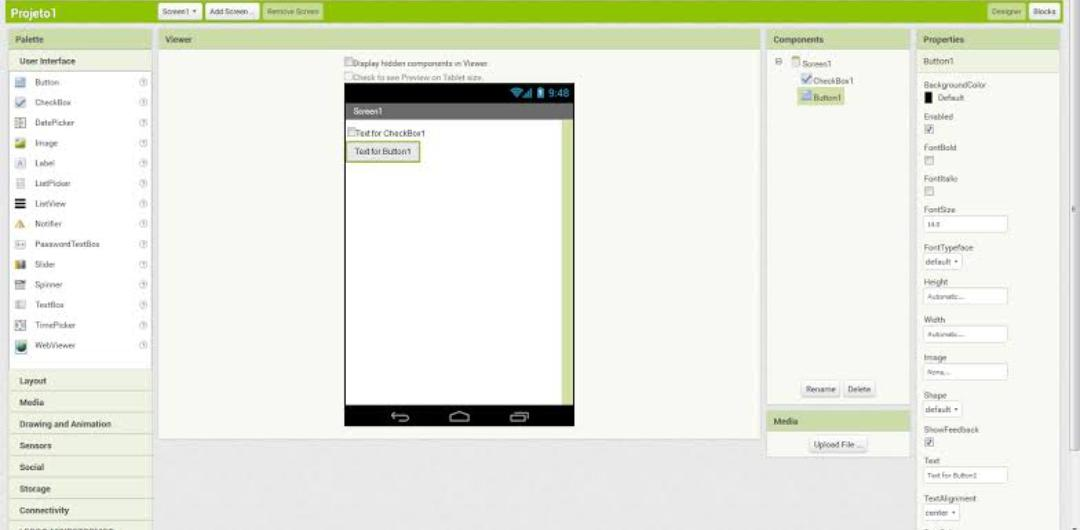 Projeto1
Screen1
Add Screen...
Remove Screen
Designer
Blocks
Palette
User Interface
Button
CheckBox
DatePicker
Image
Label
ListPicker
ListView
Notifier
PasswordTextBox
Slider
Spinner
TextBox
TimePicker
WebViewer
Layout
Media
Drawing and Animation
Sensors
Social
Storage
Connectivity
Viewer
Display hidden components in Viewer
Check to see Preview on Tablet size.
9:48
Screen1
Text for CheckBox1
Text for Button1
Components
Screen1
CheckBox1
Button1
Rename
Delete
Media
Upload File ...
Properties
Button1
BackgroundColor
Default
Enabled
FontBold
FontItalic
FontSize
14.0
FontTypeface
default
Height
Automatic...
Width
Automatic...
Image
None...
Shape
default
ShowFeedback
Text
Text for Button1
TextAlignment
center